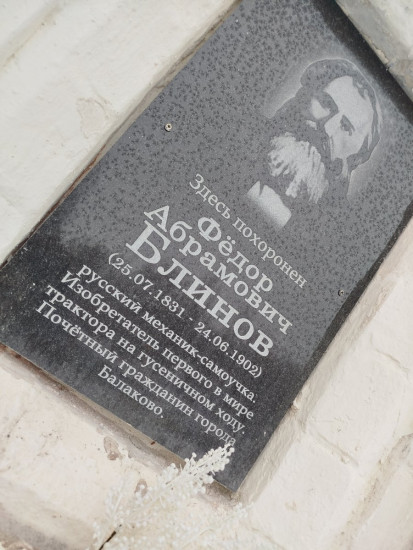 Здесь похоронен
Фёдор
Абрамович
БЛИНОВ
(25.07.1831 - 24.06.1902)
русский механик-самоучка.
Изобретатель первого в мире
трактора на гусеничном ходу.
Почётный гражданин города
Балаково.